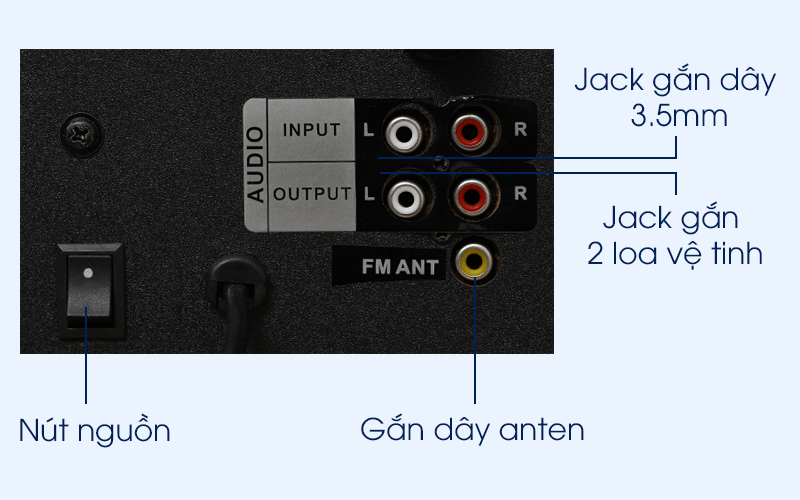 Jack gắn dây
3.5mm
AUDIO
INPUT L R
OUTPUT L R
Jack gắn
2 loa vệ tinh
FM ANT
Nút nguồn
Gắn dây anten